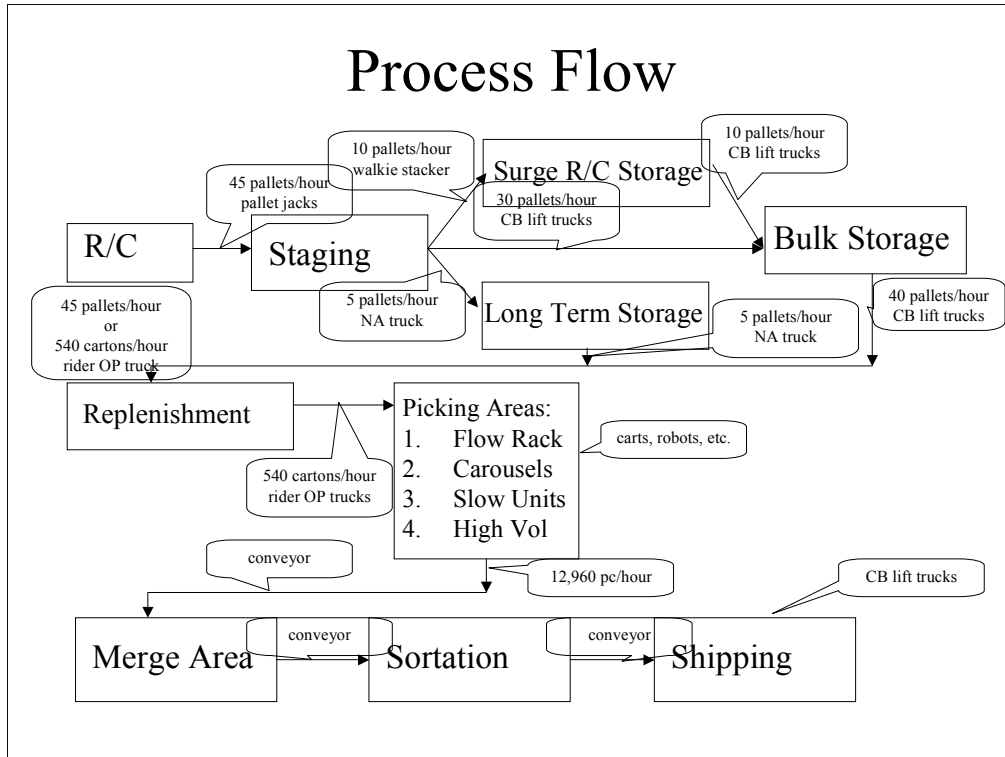 Process Flow
10 pallets/hour
walkie stacker
10 pallets/hour
CB lift trucks
45 pallets/hour
pallet jacks
Surge R/C Storage
30 pallets/hour
CB lift trucks
R/C
Staging
Bulk Storage
5 pallets/hour
NA truck
Long Term Storage
5 pallets/hour
NA truck
40 pallets/hour
CB lift trucks
45 pallets/hour
or
540 cartons/hour
rider OP truck
Replenishment
540 cartons/hour
rider OP trucks
Picking Areas:
1. Flow Rack
2. Carousels
3. Slow Units
4. High Vol
carts, robots, etc.
conveyor
12,960 pc/hour
CB lift trucks
Merge Area
conveyor
Sortation
conveyor
Shipping